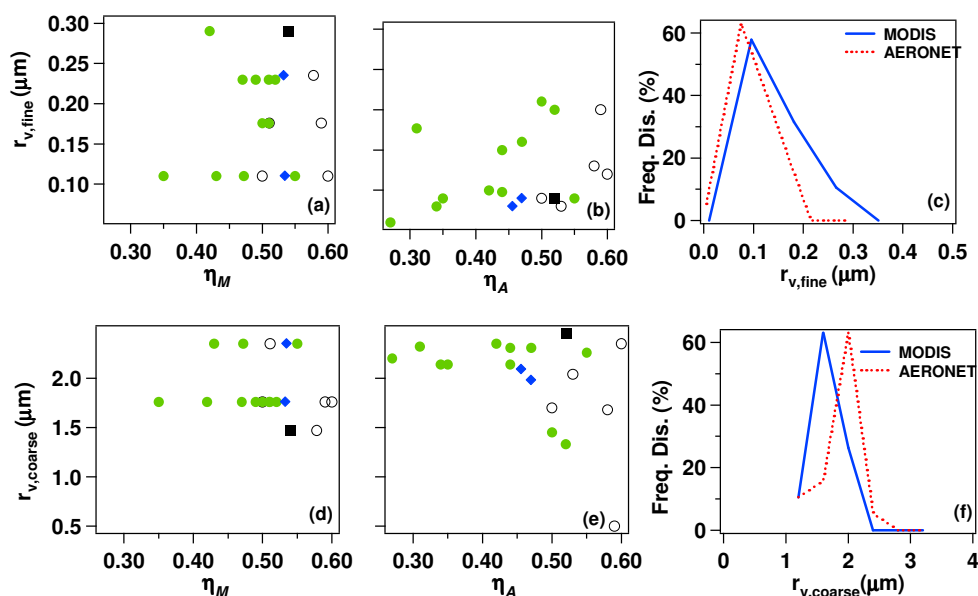 0.30
0.25
0.20
0.15
0.10
r_v,fine (μm)
(a)
0.30 0.40 0.50 0.60
η_M
(b)
0.30 0.40 0.50 0.60
η_A
60
40
20
0
Freq. Dis. (%)
MODIS
AERONET
(c)
0.0 0.1 0.2 0.3 0.4 0.5
r_v,fine (μm)
2.0
1.5
1.0
0.5
r_v,coarse (μm)
(d)
0.30 0.40 0.50 0.60
η_M
(e)
0.30 0.40 0.50 0.60
η_A
60
40
20
0
Freq. Dis. (%)
MODIS
AERONET
(f)
0 1 2 3 4
r_v,coarse (μm)